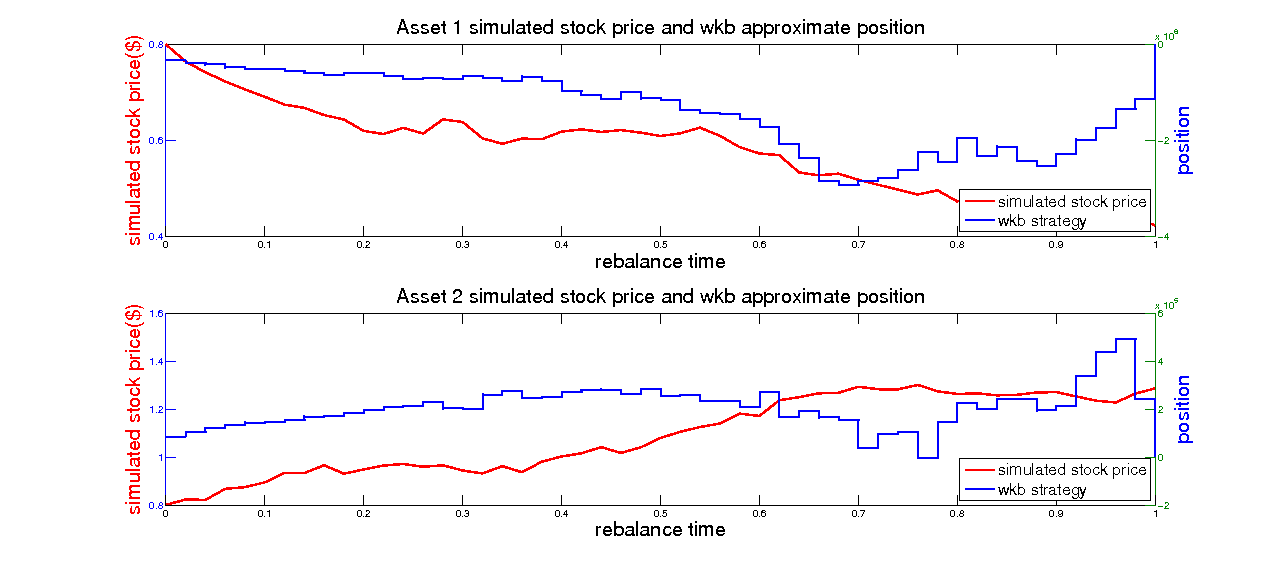 Asset 1 simulated stock price and wkb approximate position
simulated stock price($)
0.8
0.6
0.4
x 10
0
−2
−4
position
simulated stock price
wkb strategy
0 0.1 0.2 0.3 0.4 0.5 0.6 0.7 0.8 0.9 1
rebalance time
Asset 2 simulated stock price and wkb approximate position
simulated stock price($)
1.6
1.4
1.2
1
0.8
x 10
6
4
2
0
−2
position
simulated stock price
wkb strategy
0 0.1 0.2 0.3 0.4 0.5 0.6 0.7 0.8 0.9 1
rebalance time